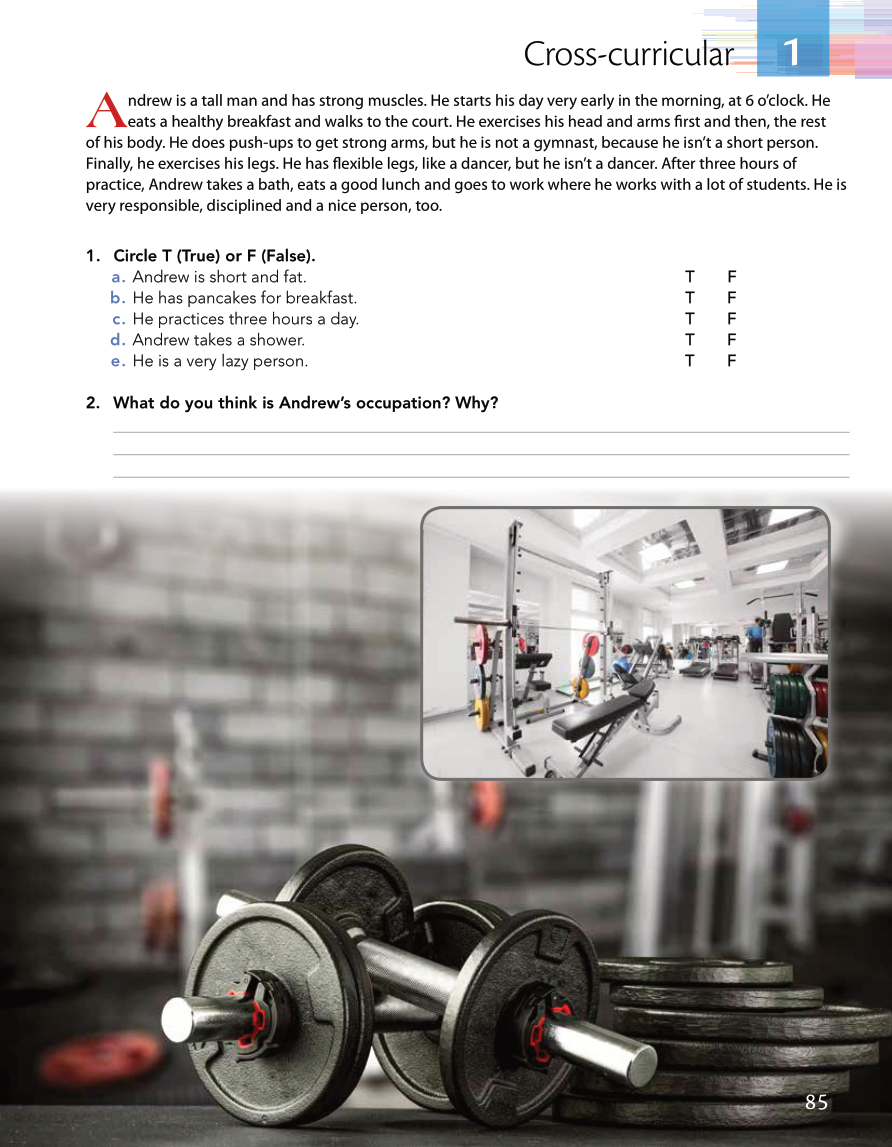 Cross-curricular 1
Andrew is a tall man and has strong muscles. He starts his day very early in the morning, at 6 o’clock. He
eats a healthy breakfast and walks to the court. He exercises his head and arms first and then, the rest
of his body. He does push-ups to get strong arms, but he is not a gymnast, because he isn’t a short person.
Finally, he exercises his legs. He has flexible legs, like a dancer, but he isn’t a dancer. After three hours of
practice, Andrew takes a bath, eats a good lunch and goes to work where he works with a lot of students. He is
very responsible, disciplined and a nice person, too.
1. Circle T (True) or F (False).
a. Andrew is short and fat. T F
b. He has pancakes for breakfast. T F
c. He practices three hours a day. T F
d. Andrew takes a shower. T F
e. He is a very lazy person. T F
2. What do you think is Andrew’s occupation? Why?
85